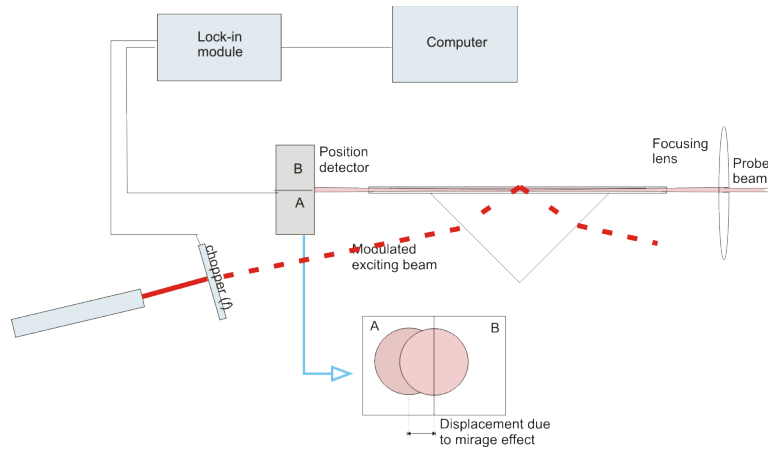 Lock-in
module
Computer
B
A
Position
detector
Focusing
lens
Probe
beam
chopper (f)
Modulated
exciting beam
A
B
Displacement due
to mirage effect